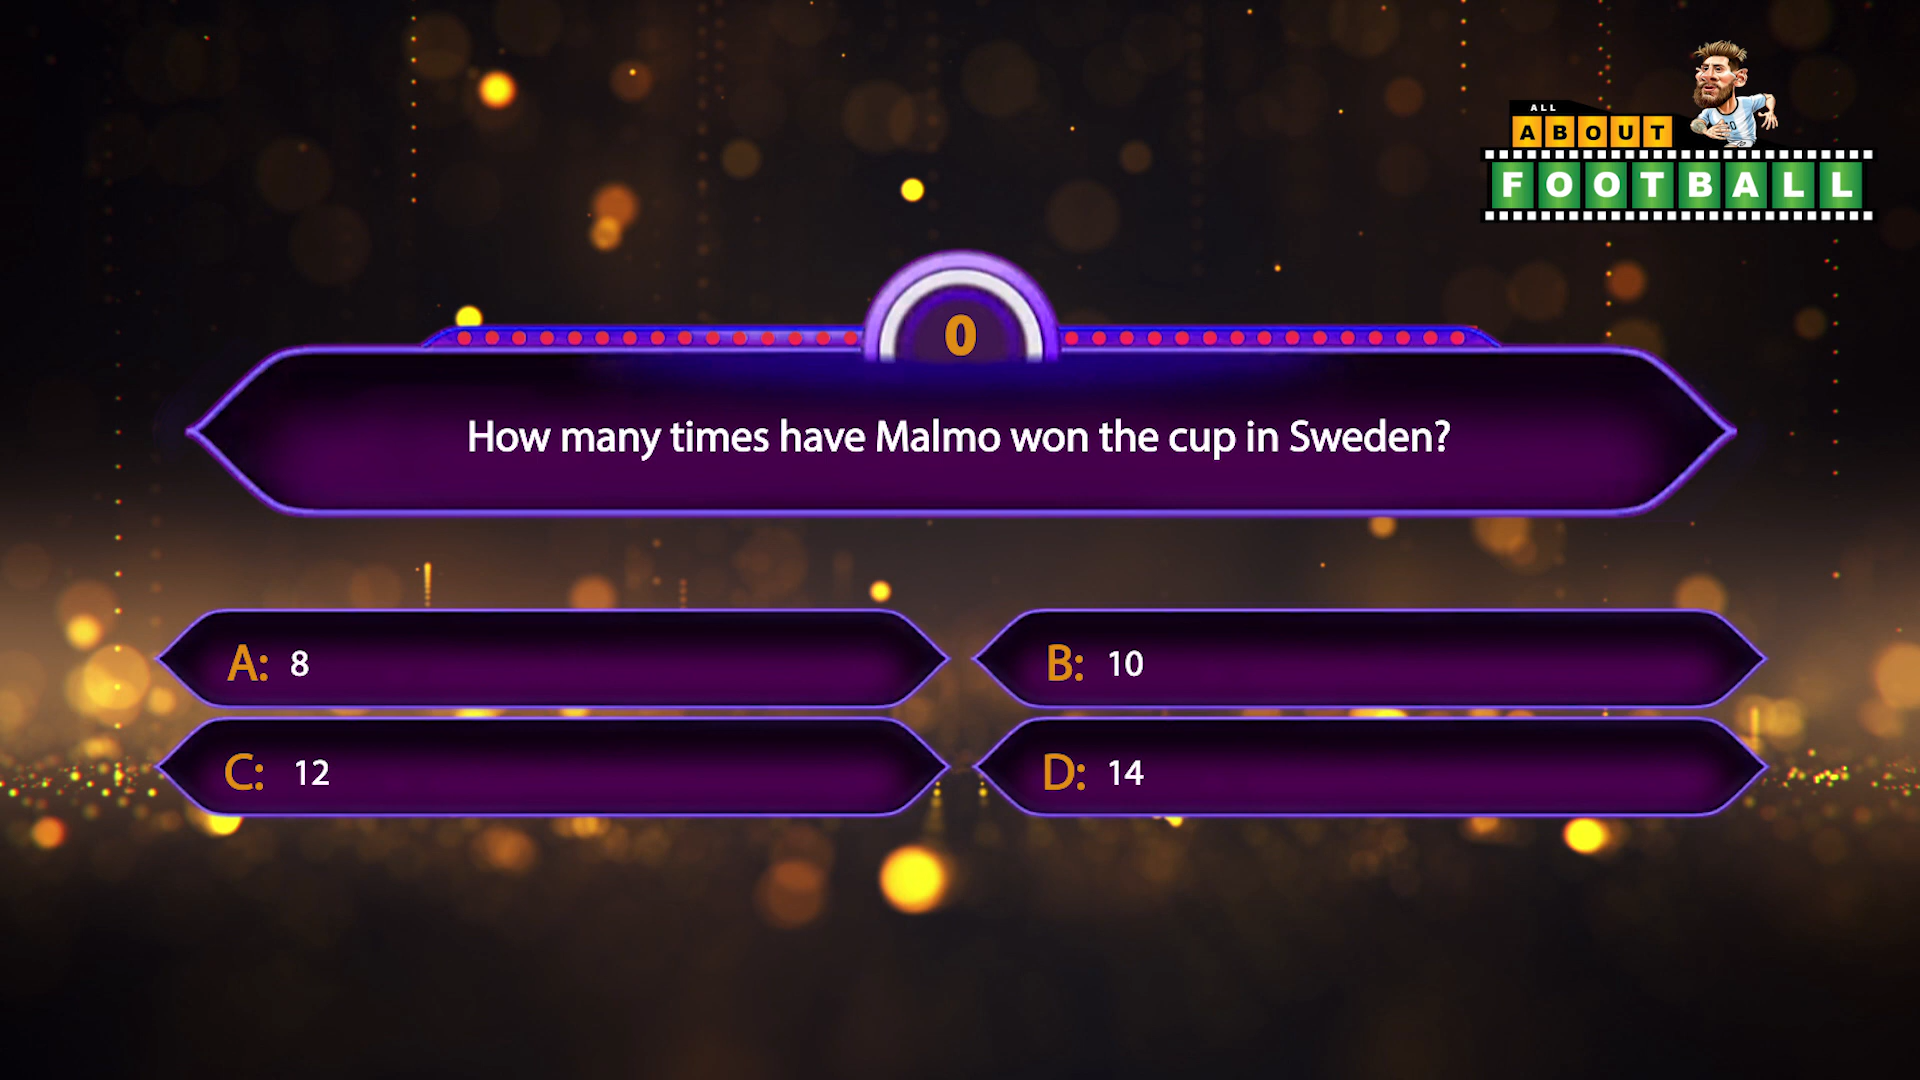 ALL
ABOUT
FOOTBALL
0
How many times have Malmo won the cup in Sweden?
A: 8
B: 10
C: 12
D: 14